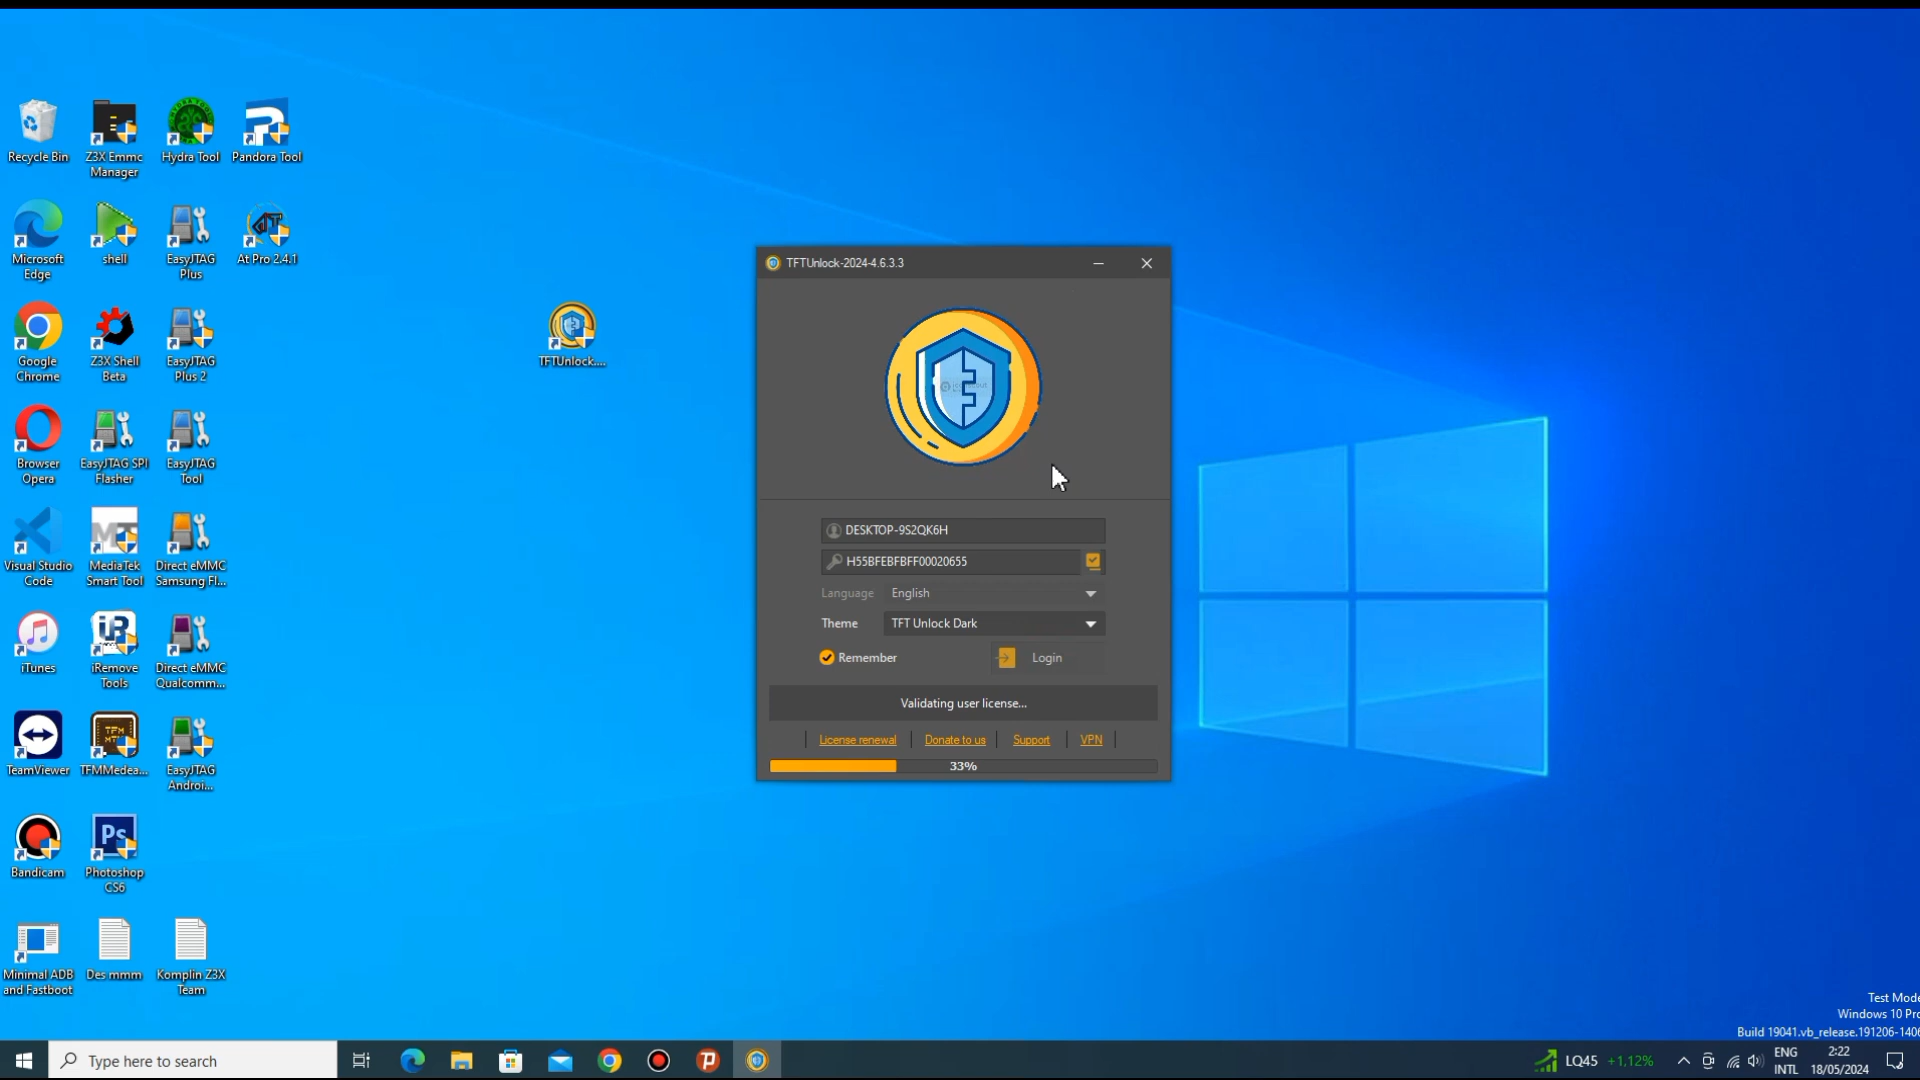 Recycle Bin
Z3X Emmc
Manager
Hydra Tool
Pandora Tool
Microsoft
Edge
shell
EasyJTAG
Plus
At Pro 2.4.1
Google
Chrome
Z3X Shell
Beta
EasyJTAG
Plus 2
TFTUnlock....
Browser
Opera
EasyJTAG SPI
Flasher
EasyJTAG
Tool
Visual Studio
Code
MediaTek
Smart Tool
Direct eMMC
Samsung Fl...
iTunes
iRemove
Tools
Direct eMMC
Qualcomm...
TeamViewer
TFMMedea...
EasyJTAG
Androi...
Bandicam
Photoshop
CS6
Minimal ADB
and Fastboot
Des mmm
Komplin Z3X
Team
TFTUnlock-2024-4.6.3.3
DESKTOP-9S2QK6H
H55BFEBFBFF00020655
Language English
Theme TFT Unlock Dark
Remember Login
Validating user license...
License renewal Donate to us Support VPN
33%
Test Mode
Windows 10 Pro
Build 19041.vb_release.191206-1406
Type here to search
LQ45 +1,12%
ENG
INTL
2:22
18/05/2024